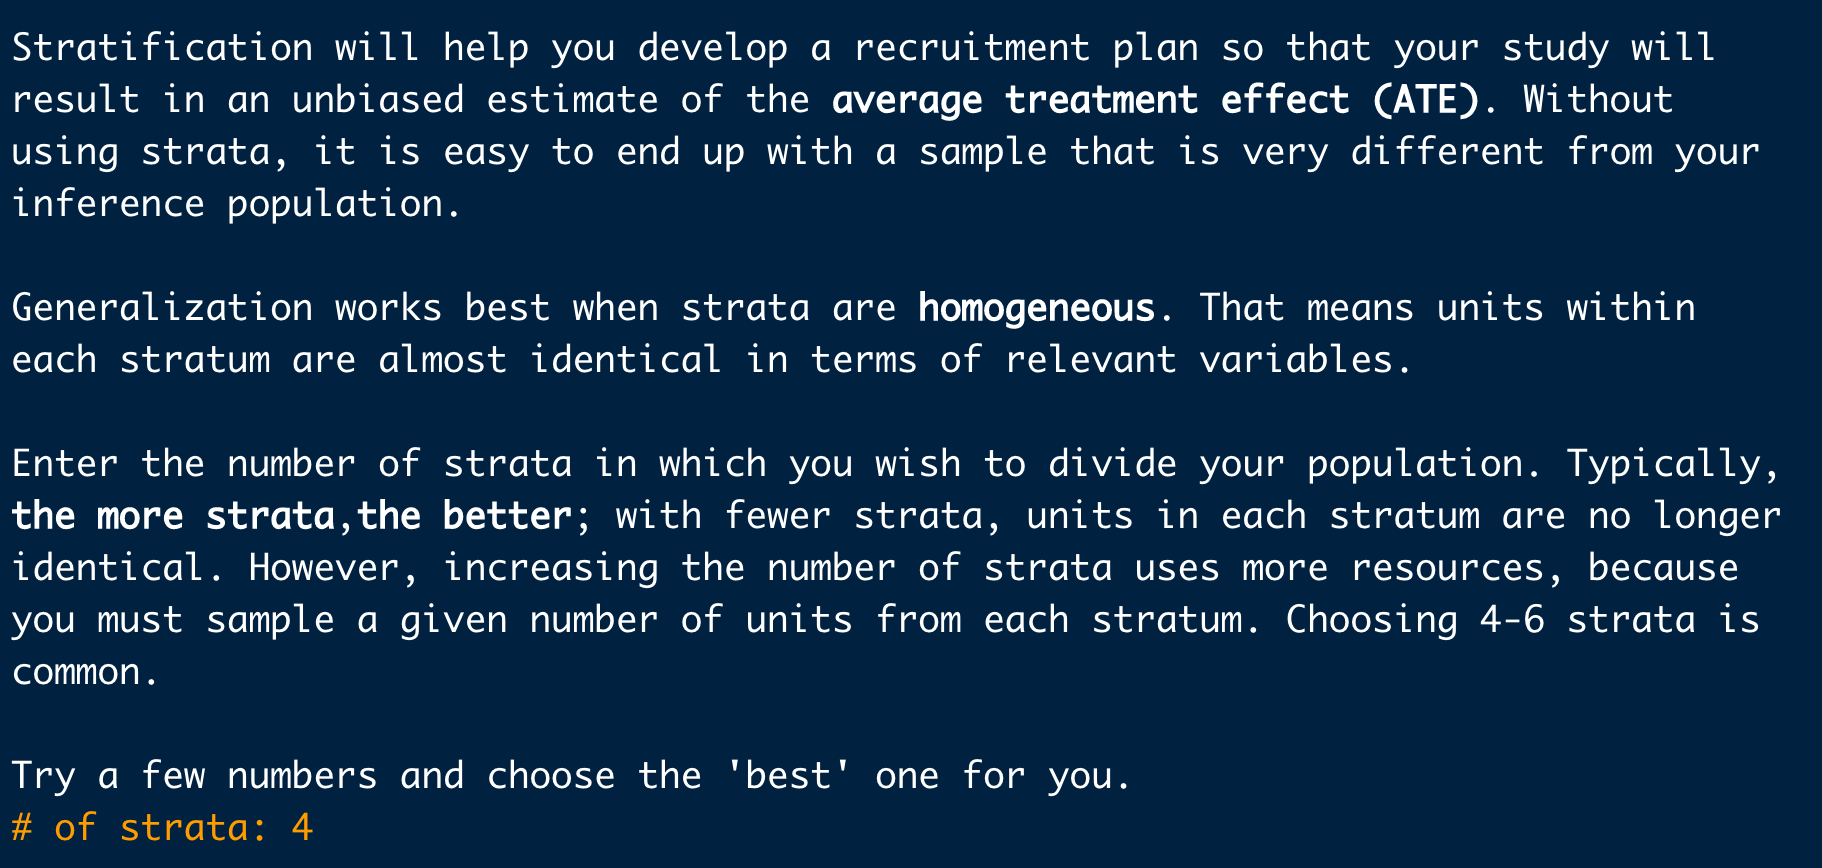 Stratification will help you develop a recruitment plan so that your study will
result in an unbiased estimate of the average treatment effect (ATE). Without
using strata, it is easy to end up with a sample that is very different from your
inference population.
Generalization works best when strata are homogeneous. That means units within
each stratum are almost identical in terms of relevant variables.
Enter the number of strata in which you wish to divide your population. Typically,
the more strata,the better; with fewer strata, units in each stratum are no longer
identical. However, increasing the number of strata uses more resources, because
you must sample a given number of units from each stratum. Choosing 4-6 strata is
common.
Try a few numbers and choose the 'best' one for you.
# of strata: 4